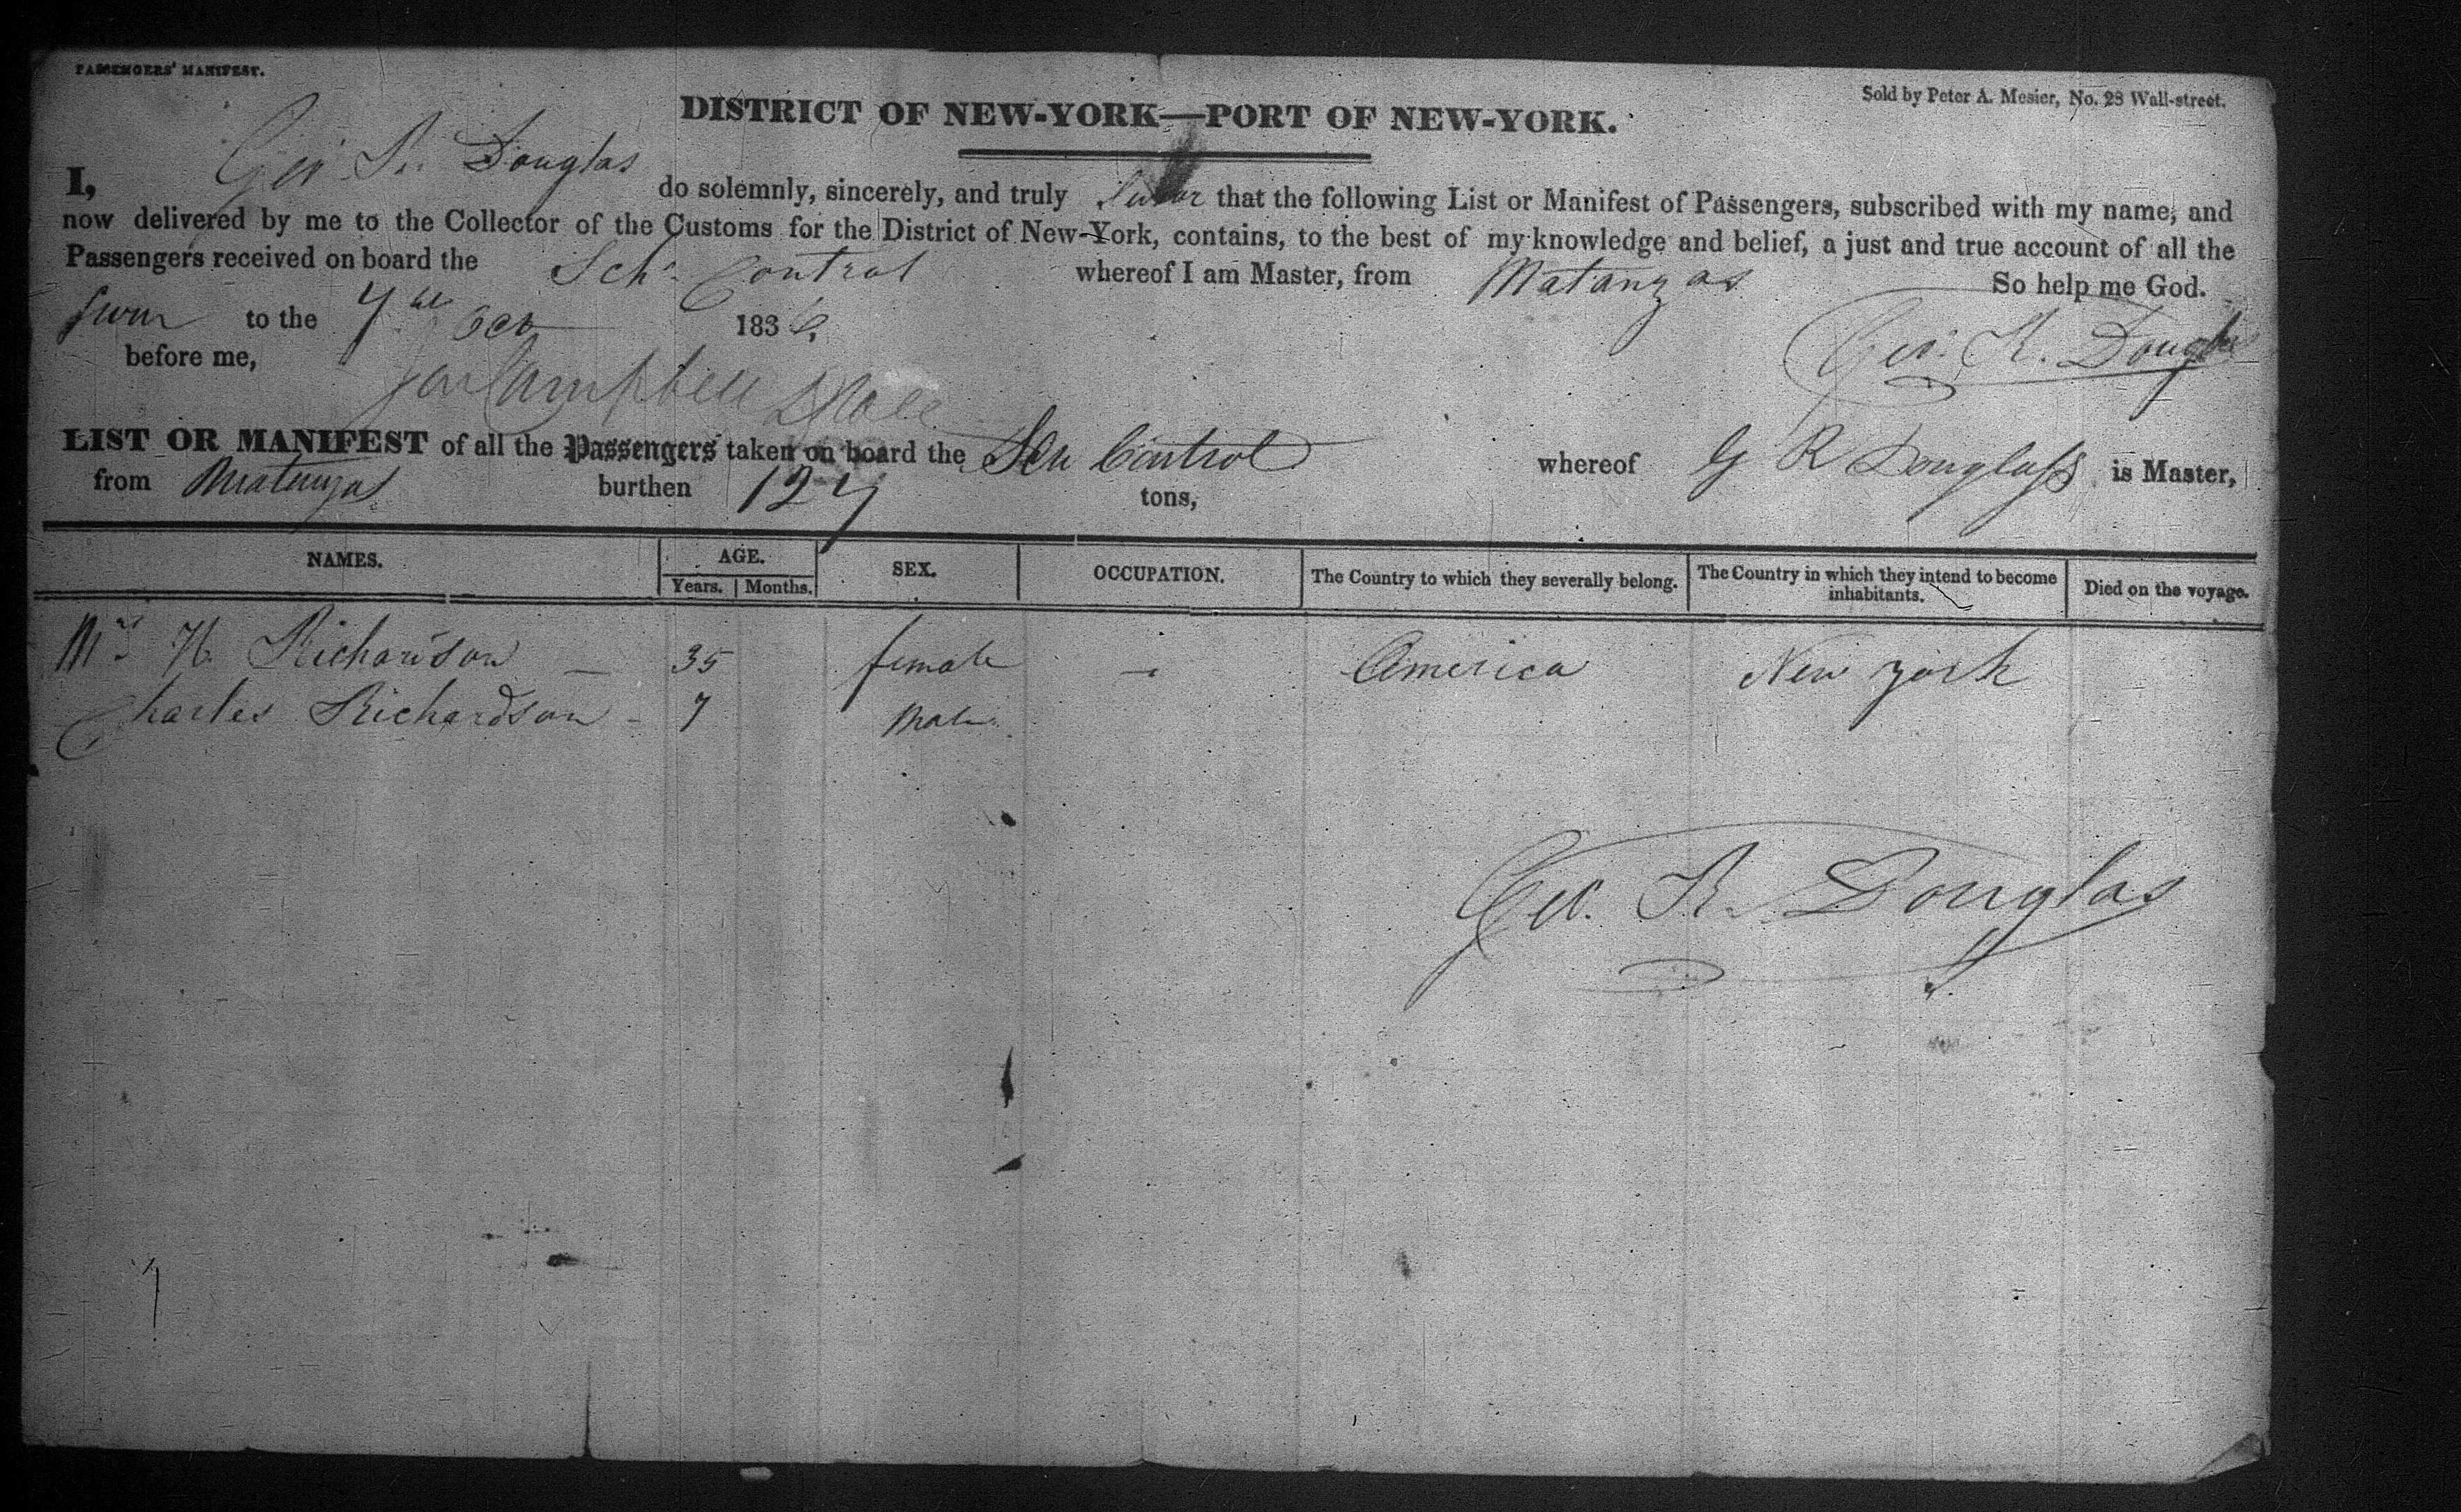 PASSENGERS' MANIFEST.
Sold by Peter A. Mesier, No. 28 Wall-street.
DISTRICT OF NEW-YORK—PORT OF NEW-YORK.
I, Geo. R. Douglas do solemnly, sincerely, and truly swear that the following List or Manifest of Passengers, subscribed with my name, and
now delivered by me to the Collector of the Customs for the District of New-York, contains, to the best of my knowledge and belief, a just and true account of all the
Passengers received on board the Schr. Control whereof I am Master, from Matanzas So help me God.
Sworn to the 7th Oct 183
before me, Geo. R. Douglas
Campbell
LIST OR MANIFEST of all the Passengers taken on board the Sch Control whereof G R Douglass is Master,
from Matanzas burthen 127 tons,
NAMES. AGE. SEX. OCCUPATION. The Country to which they severally belong. The Country in which they intend to become inhabitants. Died on the voyage.
Years. Months.
Mrs H. Richardson — 35 female — America New York
Charles Richardson - 7 Male
Geo. R. Douglas